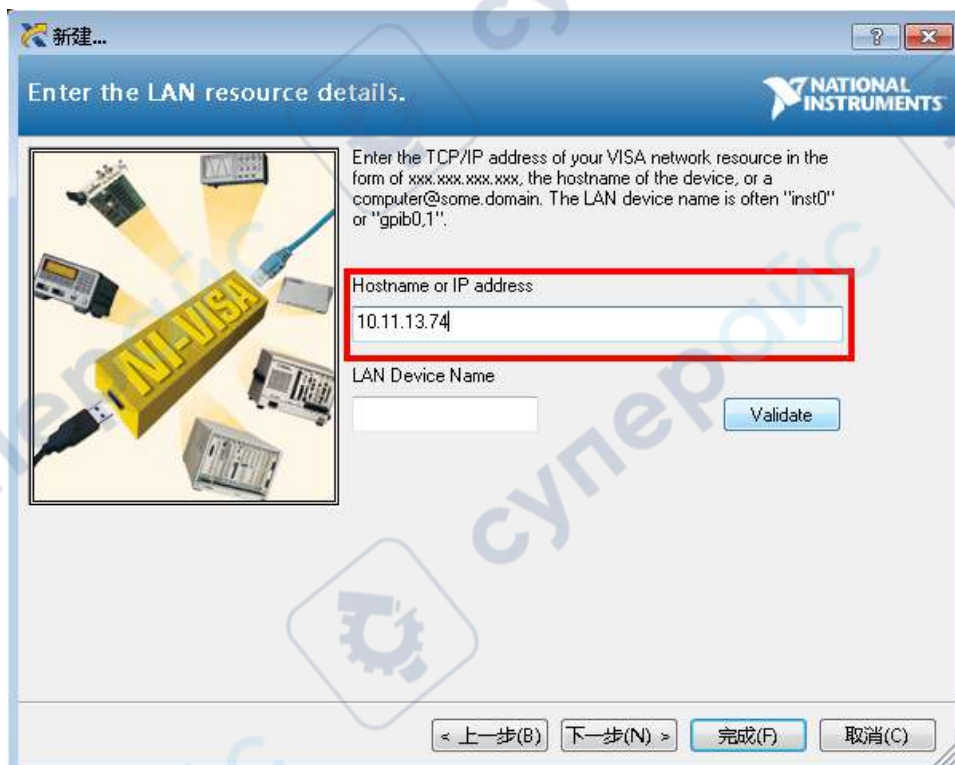 新建...
Enter the LAN resource details.
NATIONAL
INSTRUMENTS
Enter the TCP/IP address of your VISA network resource in the
form of xxx.xxx.xxx.xxx, the hostname of the device, or a
computer@some.domain. The LAN device name is often "inst0"
or "gpib0,1".
NI-VISA
Hostname or IP address
10.11.13.74
LAN Device Name
Validate
< 上一步(B)
下一步(N) >
完成(F)
取消(C)
суперайс